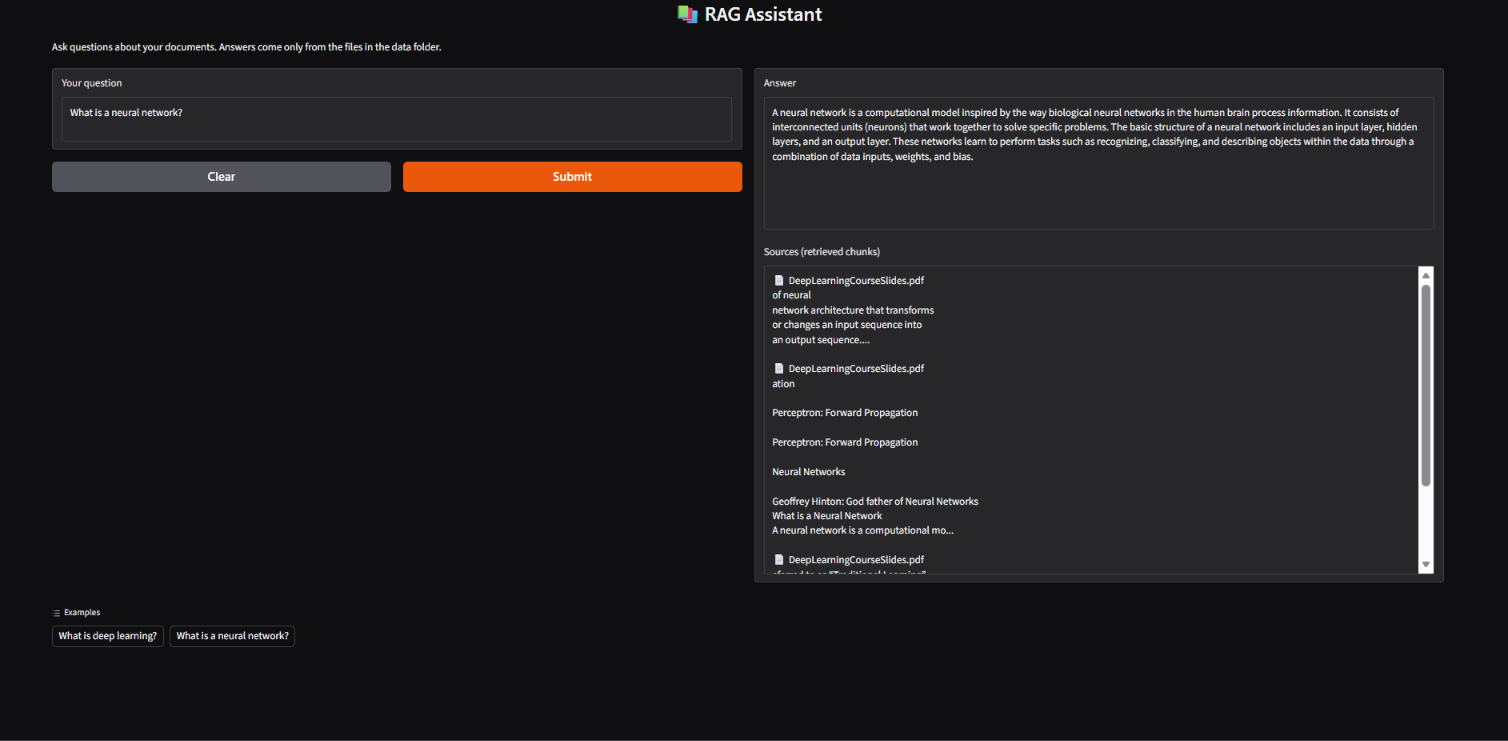 RAG Assistant
Ask questions about your documents. Answers come only from the files in the data folder.
Your question
What is a neural network?
Clear
Submit
Answer
A neural network is a computational model inspired by the way biological neural networks in the human brain process information. It consists of
interconnected units (neurons) that work together to solve specific problems. The basic structure of a neural network includes an input layer, hidden
layers, and an output layer. These networks learn to perform tasks such as recognizing, classifying, and describing objects within the data through a
combination of data inputs, weights, and bias.
Sources (retrieved chunks)
DeepLearningCourseSlides.pdf
of neural
network architecture that transforms
or changes an input sequence into
an output sequence....
DeepLearningCourseSlides.pdf
ation
Perceptron: Forward Propagation
Perceptron: Forward Propagation
Neural Networks
Geoffrey Hinton: God father of Neural Networks
What is a Neural Network
A neural network is a computational mo...
DeepLearningCourseSlides.pdf
eferred to as "Traditional Learning"
Examples
What is deep learning?
What is a neural network?